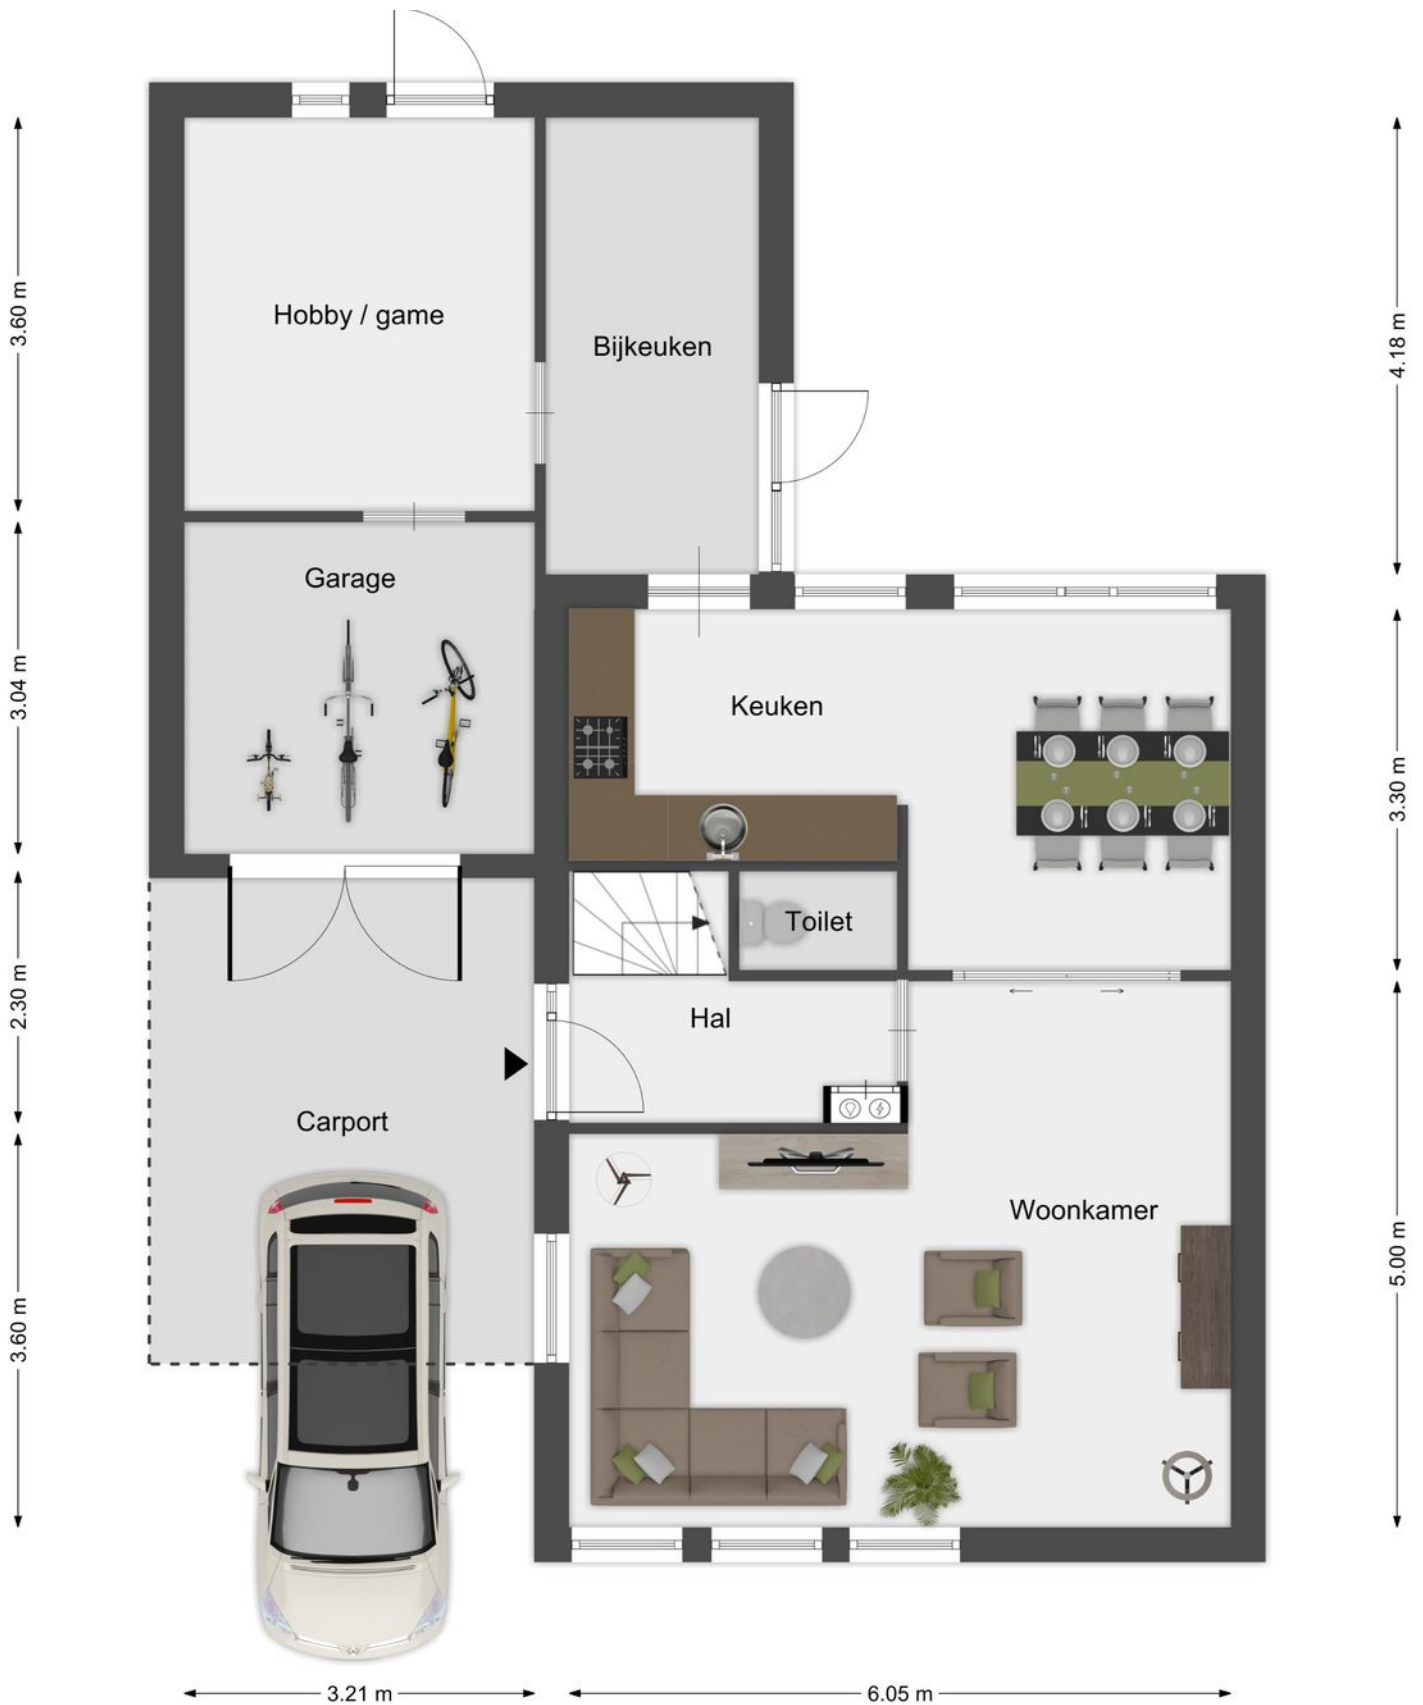 3.60 m
4.18 m
Hobby / game
Bijkeuken
Garage
3.04 m
Keuken
3.30 m
Toilet
2.30 m
Hal
Carport
Woonkamer
3.60 m
5.00 m
3.21 m
6.05 m